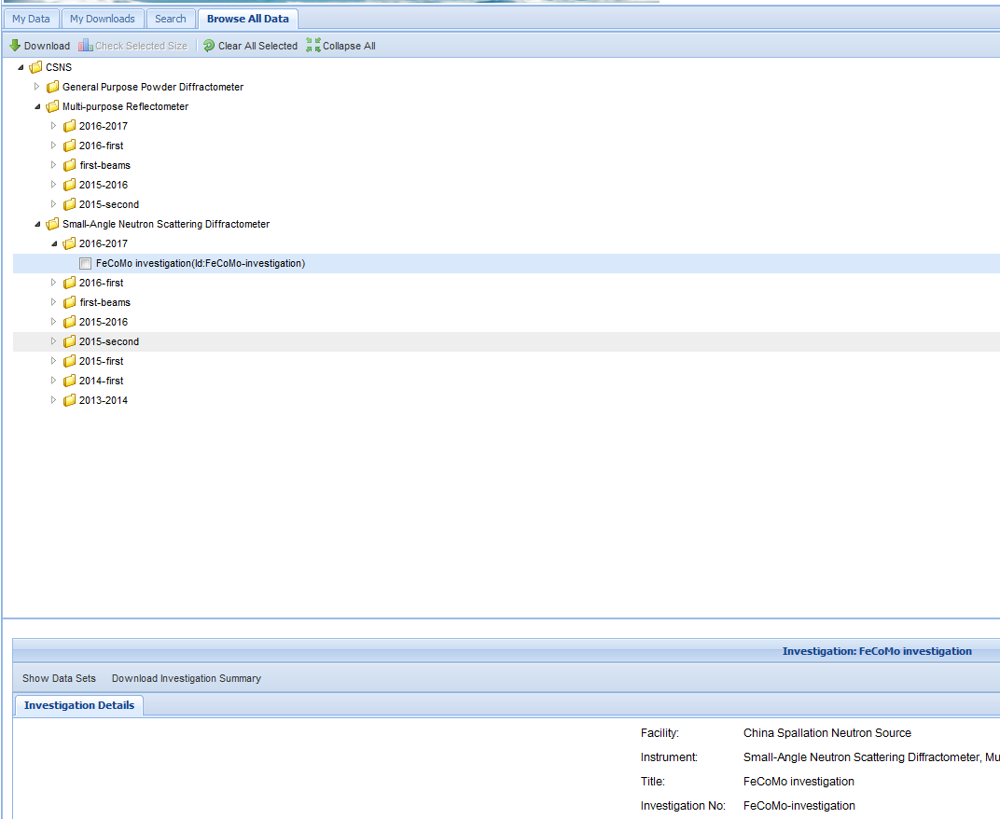 My Data My Downloads Search Browse All Data
Download Check Selected Size Clear All Selected Collapse All
CSNS
General Purpose Powder Diffractometer
Multi-purpose Reflectometer
2016-2017
2016-first
first-beams
2015-2016
2015-second
Small-Angle Neutron Scattering Diffractometer
2016-2017
FeCoMo investigation(Id:FeCoMo-investigation)
2016-first
first-beams
2015-2016
2015-second
2015-first
2014-first
2013-2014
Investigation: FeCoMo investigation
Show Data Sets Download Investigation Summary
Investigation Details
Facility: China Spallation Neutron Source
Instrument: Small-Angle Neutron Scattering Diffractometer, Mu
Title: FeCoMo investigation
Investigation No: FeCoMo-investigation